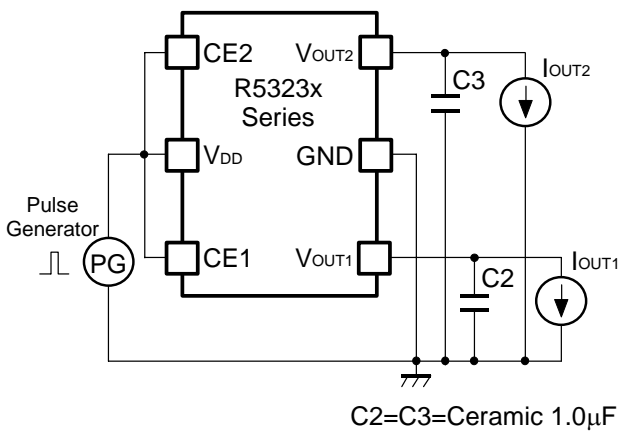 CE2
VOUT2
R5323x
Series
C3
IOUT2
VDD
GND
Pulse
Generator
PG
CE1
VOUT1
C2
IOUT1
C2=C3=Ceramic 1.0μF